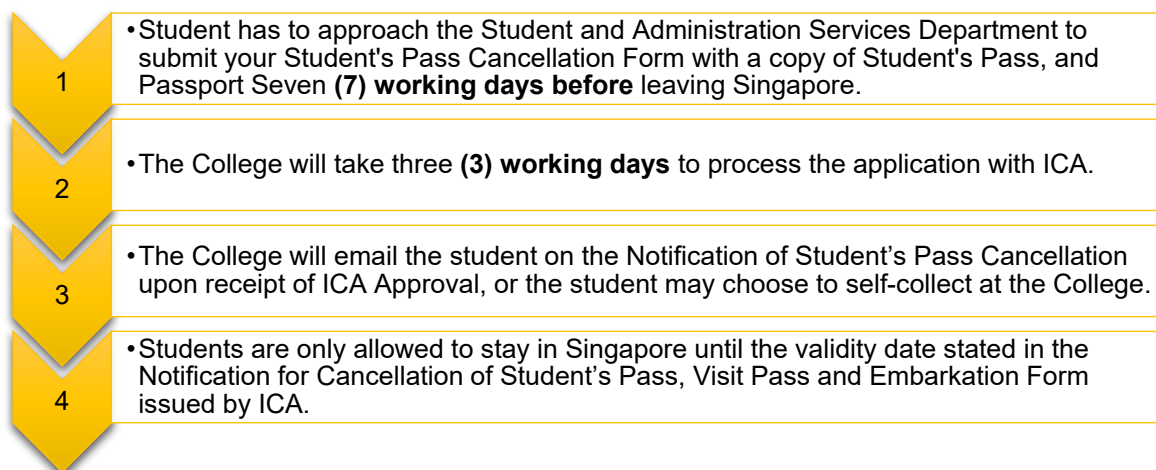 1
•Student has to approach the Student and Administration Services Department to
submit your Student's Pass Cancellation Form with a copy of Student's Pass, and
Passport Seven (7) working days before leaving Singapore.
2
•The College will take three (3) working days to process the application with ICA.
3
•The College will email the student on the Notification of Student’s Pass Cancellation
upon receipt of ICA Approval, or the student may choose to self-collect at the College.
4
•Students are only allowed to stay in Singapore until the validity date stated in the
Notification for Cancellation of Student’s Pass, Visit Pass and Embarkation Form
issued by ICA.